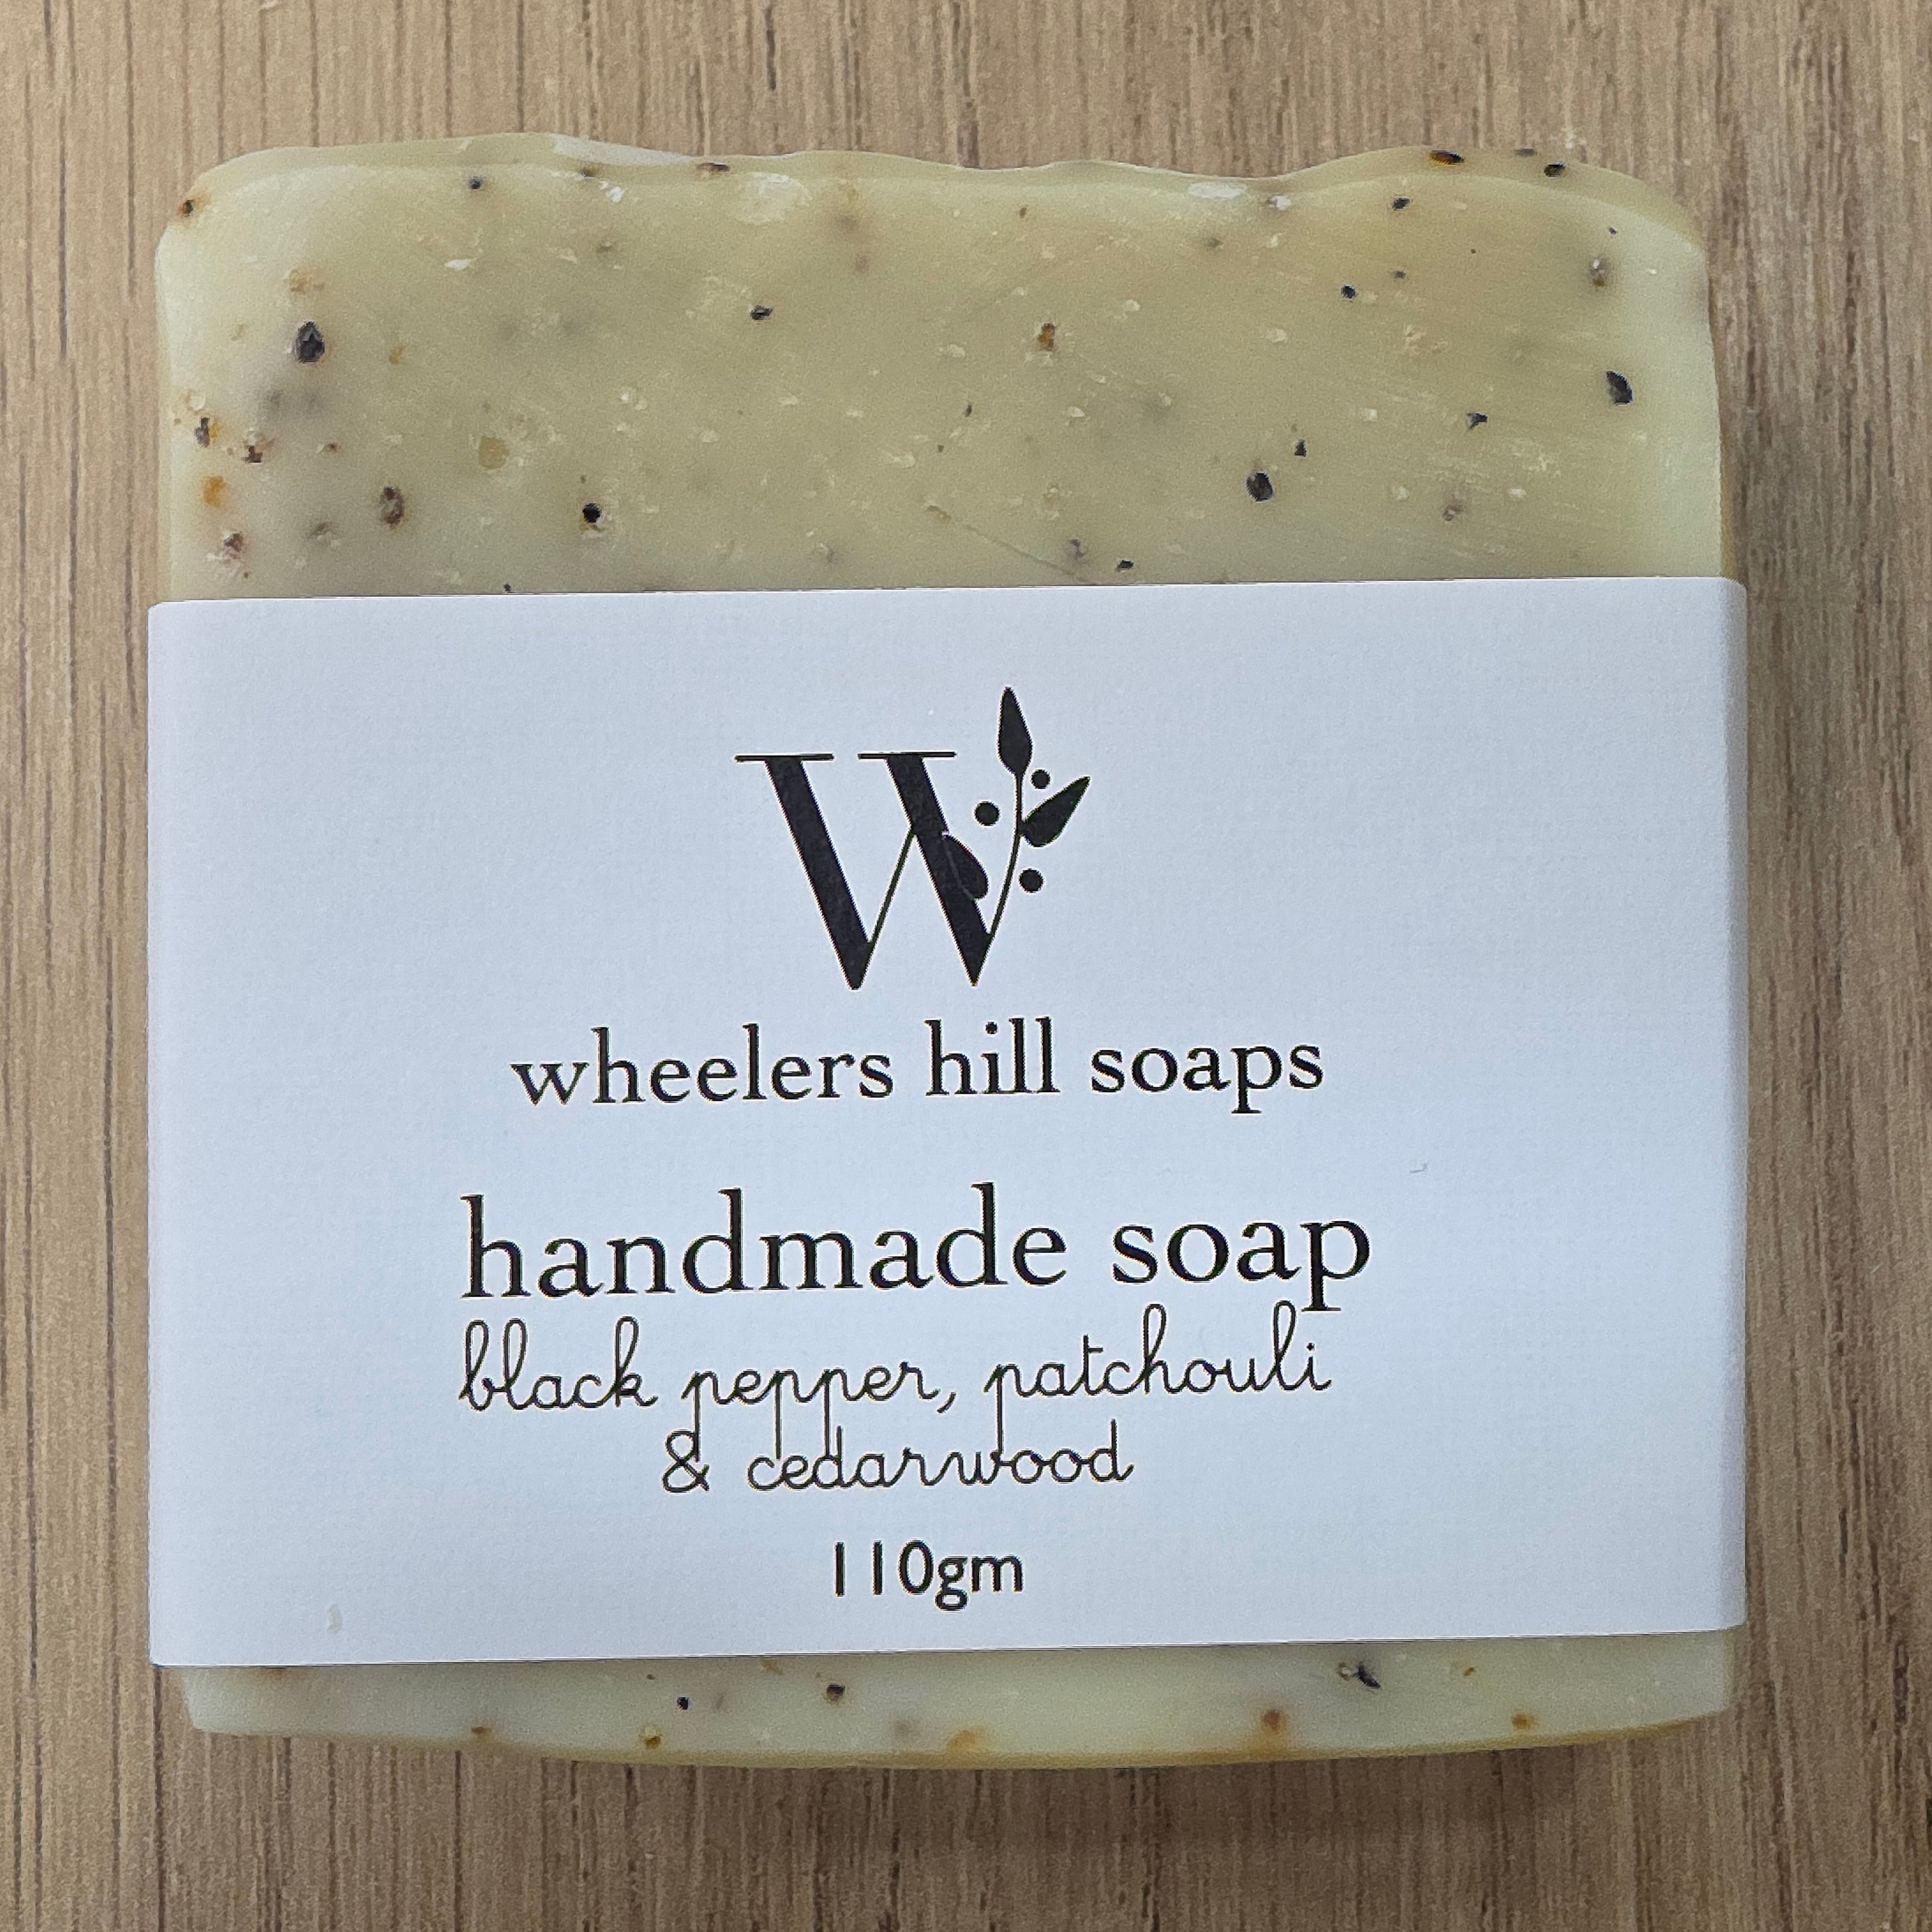 W
wheelers hill soaps
handmade soap
black pepper, patchouli
& cedarwood
110gm